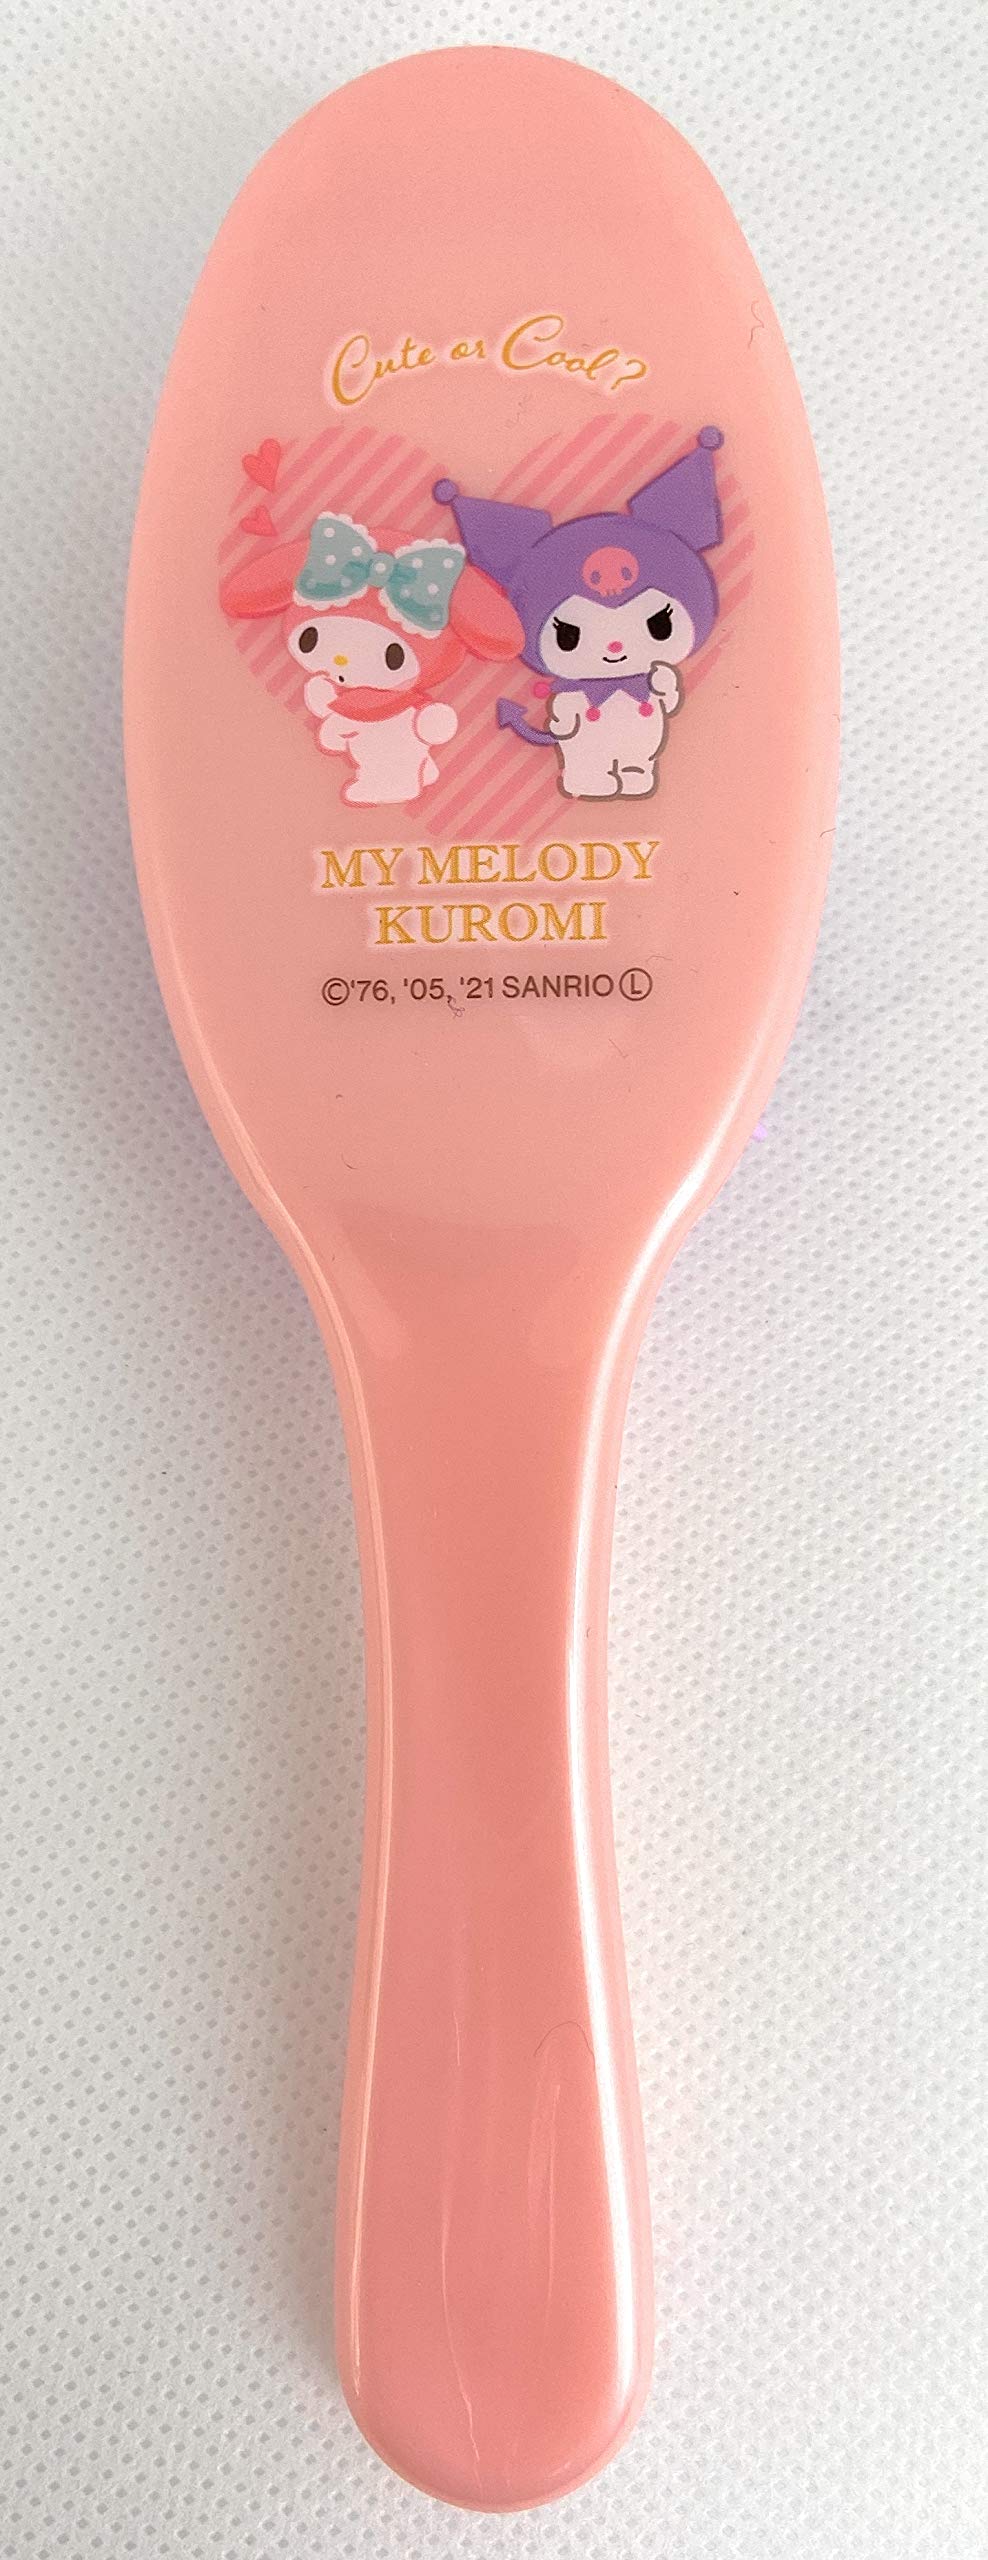 Cute or Cool?
MY MELODY
KUROMI
©'76, '05, '21 SANRIO Ⓛ